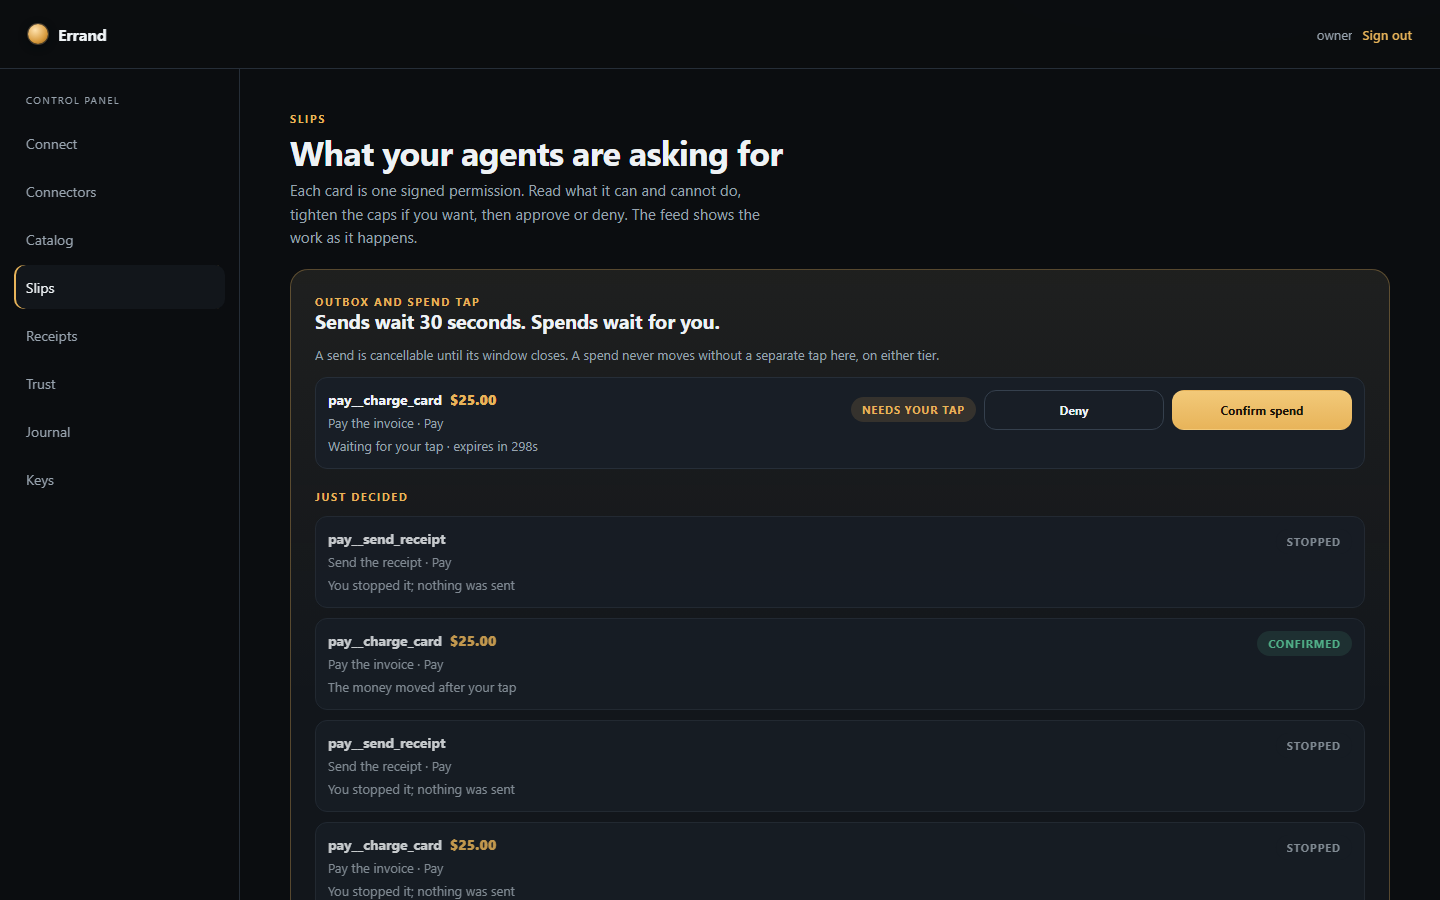 Errand
owner Sign out
CONTROL PANEL
Connect
Connectors
Catalog
Slips
Receipts
Trust
Journal
Keys
SLIPS
What your agents are asking for
Each card is one signed permission. Read what it can and cannot do,
tighten the caps if you want, then approve or deny. The feed shows the
work as it happens.
OUTBOX AND SPEND TAP
Sends wait 30 seconds. Spends wait for you.
A send is cancellable until its window closes. A spend never moves without a separate tap here, on either tier.
pay__charge_card $25.00
Pay the invoice · Pay
Waiting for your tap · expires in 298s
NEEDS YOUR TAP
Deny
Confirm spend
JUST DECIDED
pay__send_receipt
Send the receipt · Pay
You stopped it; nothing was sent
STOPPED
pay__charge_card $25.00
Pay the invoice · Pay
The money moved after your tap
CONFIRMED
pay__send_receipt
Send the receipt · Pay
You stopped it; nothing was sent
STOPPED
pay__charge_card $25.00
Pay the invoice · Pay
You stopped it; nothing was sent
STOPPED